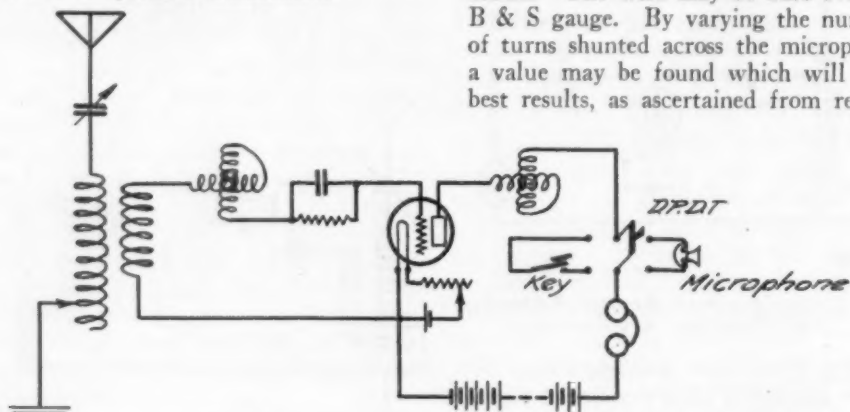 B & S gauge. By varying the nu
of turns shunted across the microp
a value may be found which will
best results, as ascertained from re
D.P.D.T
Key
Microphone